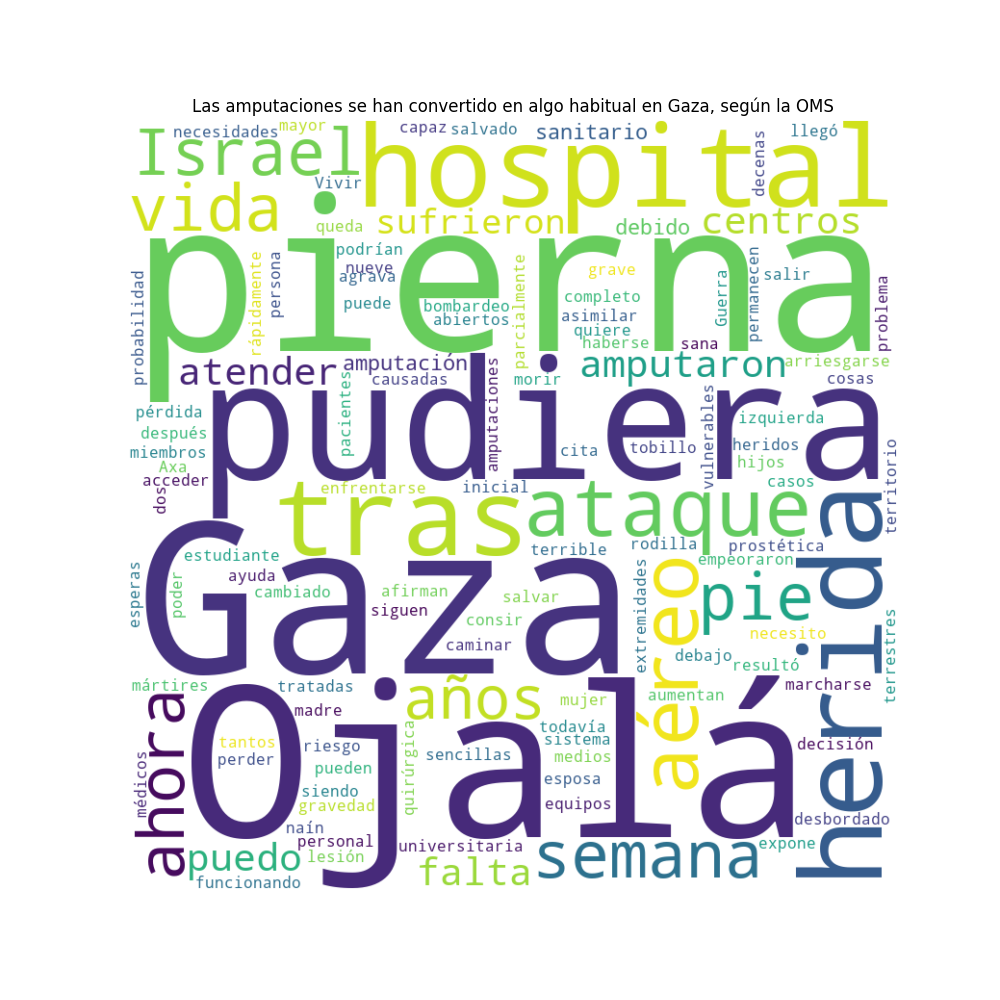 Las amputaciones se han convertido en algo habitual en Gaza, según la OMS
necesidades
mayor
capaz
salvado
sanitario
llegó
Israel
hospital
decenas
Vivir
vida
queda
sufrieron
debido
centros
pierna
podrían
nueve
agrava
puede
rápidamente
persona
probabilidad
bombardeo
abiertos
parcialmente
grave
completo
asimilar
quiere
haberse
Guerra
permanecen
salir
problema
sana
atender
amputación
causadas
morir
amputaron
arriesgarse
cosas
pudiera
pérdida
después
miembros
Axa
acceder
dos
pacientes
amputaciones
cita
tobillo
vulnerables
izquierda
heridos
hijos
casos
territorio
enfrentarse
inicial
tras
ataque
herida
estudiante
ayuda
cambiado
poder
esperas
Gaza
afirman
siguen
terrible
salvar
consir
caminar
rodilla
prostética
empeoraron
extremidades
aéreo
pie
necesito
debajo
resultó
terrestres
mártires
tratadas
madre
años
mujer
aumentan
marcharse
ahora
médicos
tantos
perder
riesgo
pueden
siendo
gravedad
naín
personal
lesión
quirúrgica
sencillas
todavía
sistema
medios
esposa
equipos
decisión
Ojalá
desbordado
universitaria
puedo
funcionando
falta
semana
expone